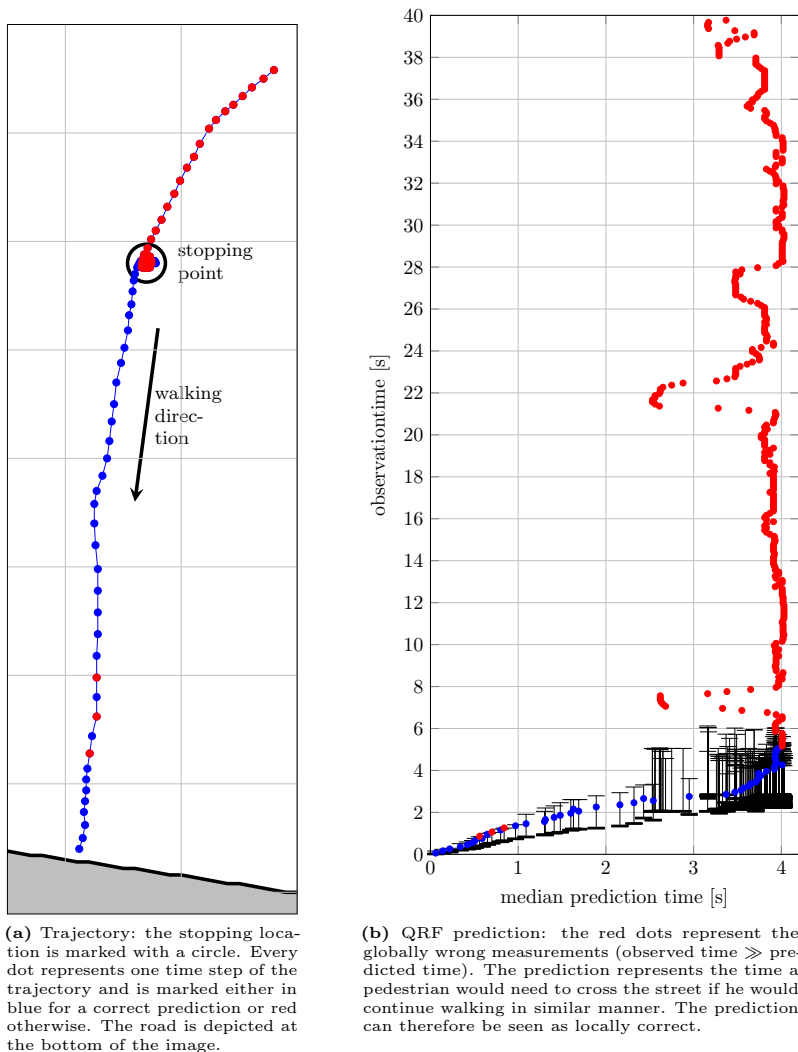 stopping
point
walking
direc-
tion
(a) Trajectory: the stopping loca-
tion is marked with a circle. Every
dot represents one time step of the
trajectory and is marked either in
blue for a correct prediction or red
otherwise. The road is depicted at
the bottom of the image.
40
38
36
34
32
30
28
26
24
22
20
18
16
14
12
10
8
6
4
2
0
observationtime [s]
0 1 2 3 4
median prediction time [s]
(b) QRF prediction: the red dots represent the
globally wrong measurements (observed time ≫ pre-
dicted time). The prediction represents the time a
pedestrian would need to cross the street if he would
continue walking in similar manner. The prediction
can therefore be seen as locally correct.